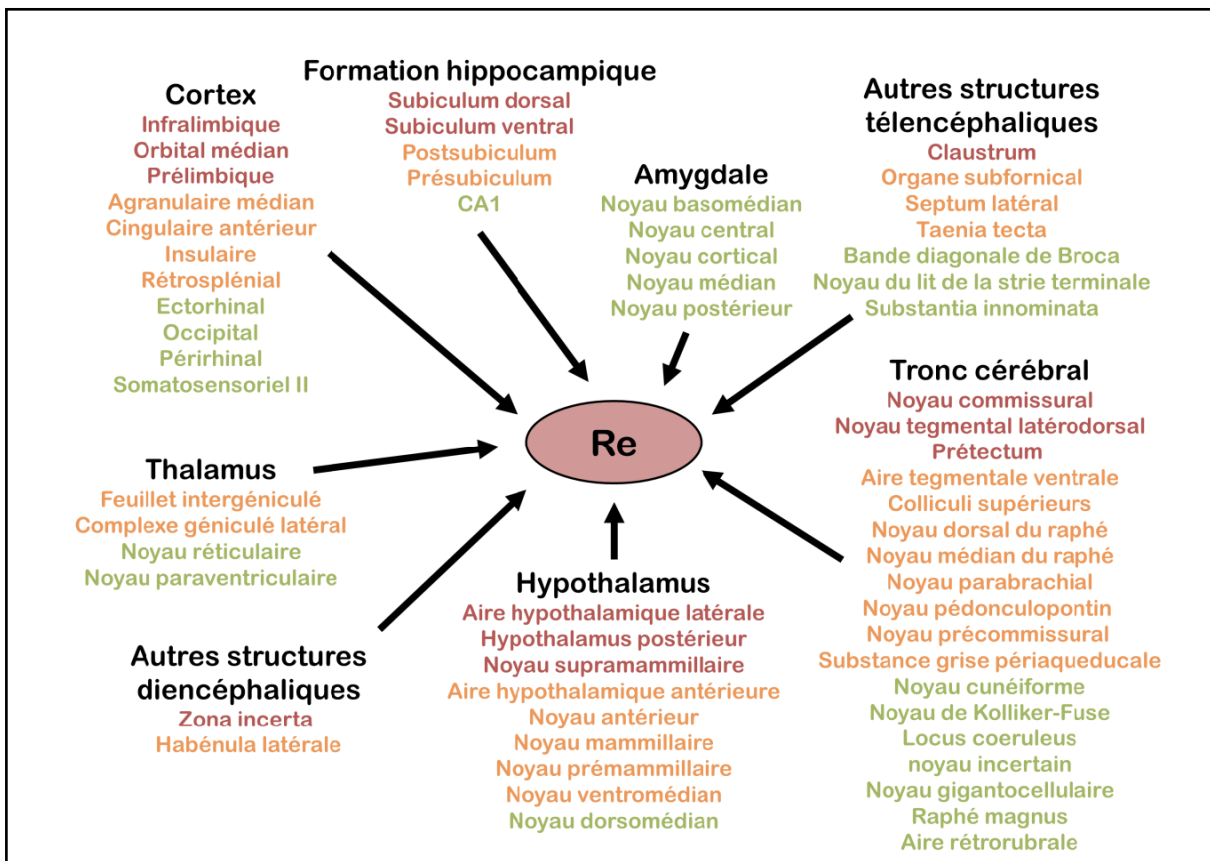 Cortex
Infralimbique
Orbital médian
Prélimbique
Agranulaire médian
Cingulaire antérieur
Insulaire
Rétrosplénial
Ectorhinal
Occipital
Périrhinal
Somatosensoriel II
Formation hippocampique
Subiculum dorsal
Subiculum ventral
Postsubiculum
Présubiculum
CA1
Amygdale
Noyau basomédian
Noyau central
Noyau cortical
Noyau médian
Noyau postérieur
Autres structures
télencéphaliques
Claustrum
Organe subfornical
Septum latéral
Taenia tecta
Bande diagonale de Broca
Noyau du lit de la strie terminale
Substantia innominata
Re
Thalamus
Feuillet intergéniculé
Complexe géniculé latéral
Noyau réticulaire
Noyau paraventriculaire
Autres structures
diencéphaliques
Zona incerta
Habénula latérale
Hypothalamus
Aire hypothalamique latérale
Hypothalamus postérieur
Noyau supramammillaire
Aire hypothalamique antérieure
Noyau antérieur
Noyau mammillaire
Noyau prémammillaire
Noyau ventromédian
Noyau dorsomédian
Tronc cérébral
Noyau commissural
Noyau tegmental latérodorsal
Prétectum
Aire tegmentale ventrale
Colliculi supérieurs
Noyau dorsal du raphé
Noyau médian du raphé
Noyau parabrachial
Noyau pédonculopontin
Noyau précommissural
Substance grise périaqueducale
Noyau cunéiforme
Noyau de Kolliker-Fuse
Locus coeruleus
noyau incertain
Noyau gigantocellulaire
Raphé magnus
Aire rétrorubrale